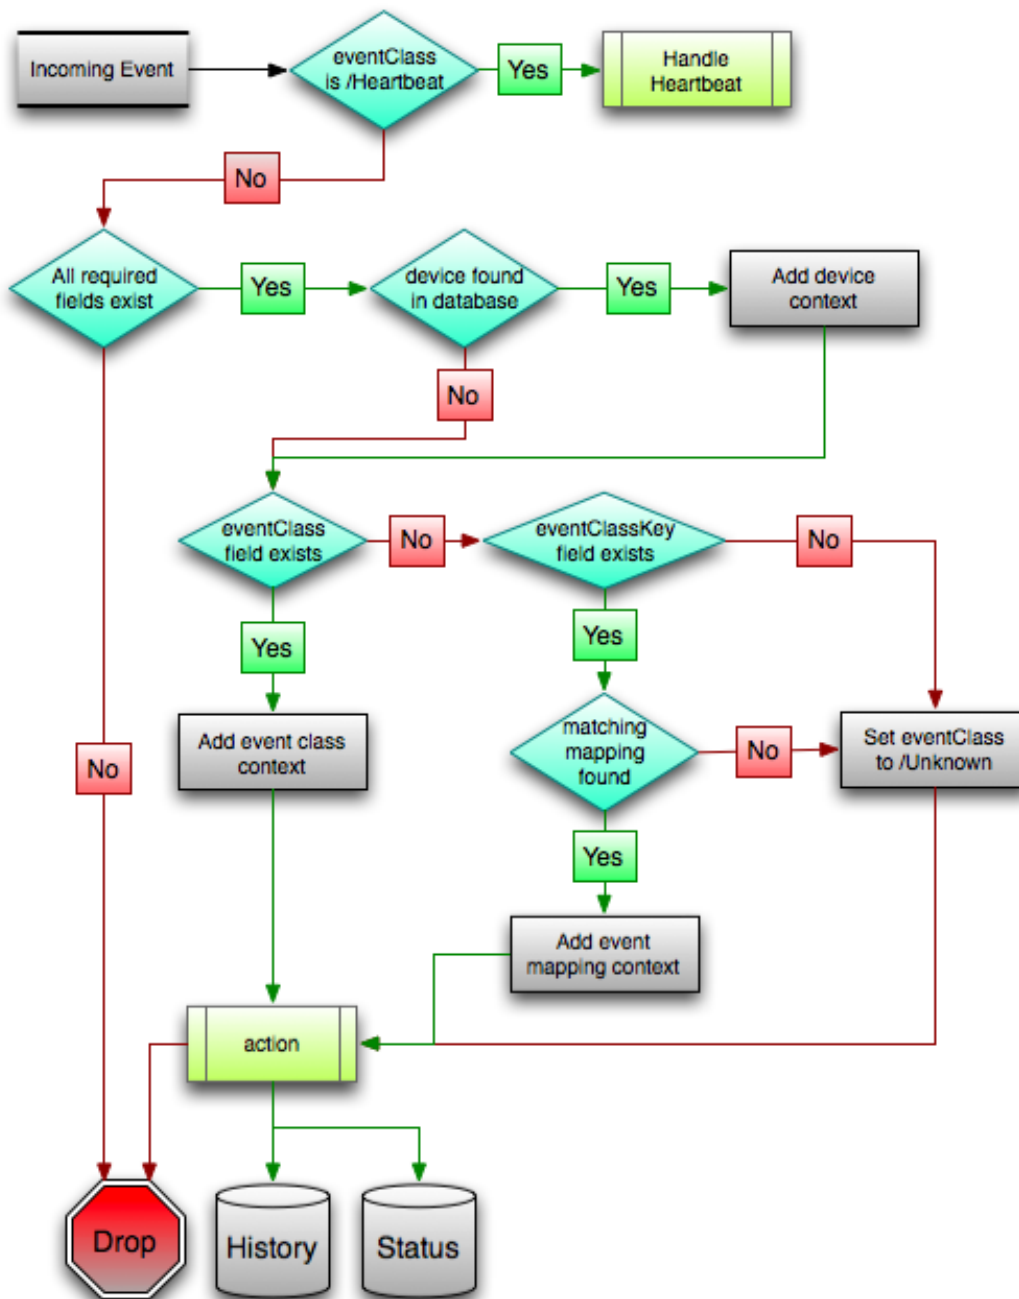 Incoming Event
eventClass
is /Heartbeat
Yes
Handle
Heartbeat
No
All required
fields exist
Yes
device found
in database
Yes
Add device
context
No
eventClass
field exists
No
eventClassKey
field exists
No
Yes
Yes
Add event class
context
matching
mapping
found
No
Set eventClass
to /Unknown
No
Yes
Add event
mapping context
action
Drop
History
Status